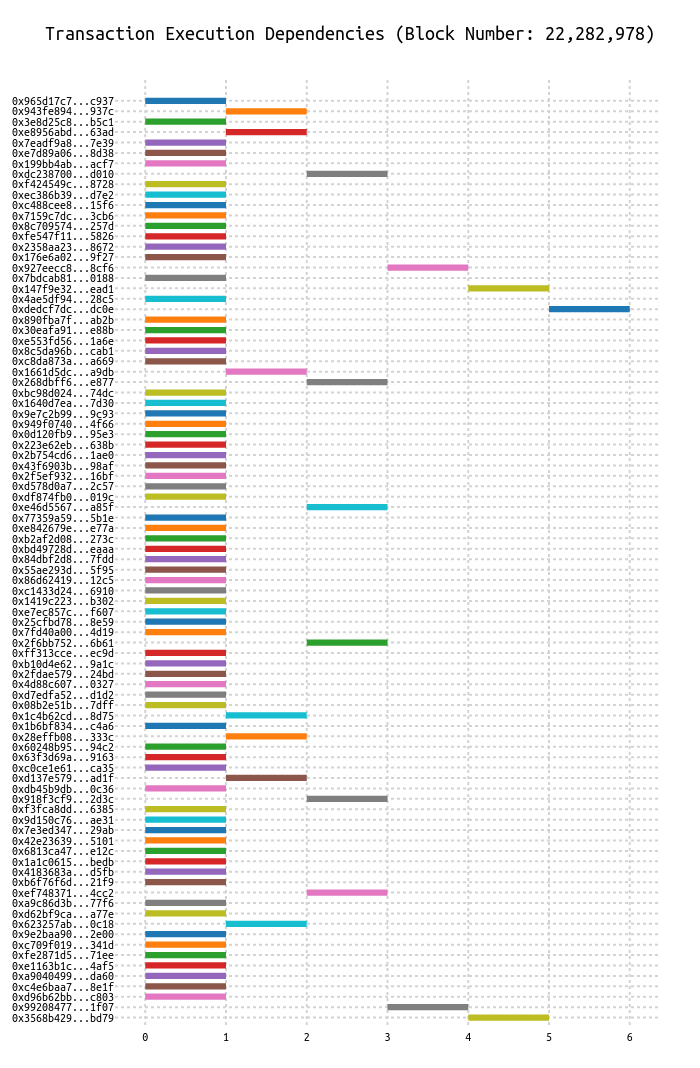 Transaction Execution Dependencies (Block Number: 22,282,978)
0x965d17c7...c937
0x943fe894...937c
0x3e8d25c8...b5c1
0xe8956abd...63ad
0x7eadf9a8...7e39
0xe7d89a06...8d38
0x199bb4ab...acf7
0xdc238700...d010
0xf424549c...8728
0xec386b39...d7e2
0xc488cee8...15f6
0x7159c7dc...3cb6
0x8c709574...257d
0xfe547f11...5826
0x2358aa23...8672
0x176e6a02...9f27
0x927eecc8...8cf6
0x7bdcab81...0188
0x147f9e32...ead1
0x4ae5df94...28c5
0xdedcf7dc...dc0e
0x890fba7f...ab2b
0x30eafa91...e88b
0xe553fd56...1a6e
0x8c5da96b...cab1
0xc8da873a...a669
0x1661d5dc...a9db
0x268dbff6...e877
0xbc98d024...74dc
0x1640d7ea...7d30
0x9e7c2b99...9c93
0x949f0740...4f66
0x0d120fb9...95e3
0x223e62eb...638b
0x2b754cd6...1ae0
0x43f6903b...98af
0x2f5ef932...16bf
0xd578d0a7...2c57
0xdf874fb0...019c
0xe46d5567...a85f
0x77359a59...5b1e
0xe842679e...e77a
0xb2af2d08...273c
0xbd49728d...eaaa
0x84dbf2d8...7fdd
0x55ae293d...5f95
0x86d62419...12c5
0xc1433d24...6910
0x1419c223...b302
0xe7ec857c...f607
0x25cfbd78...8e59
0x7fd40a00...4d19
0x2f6bb752...6b61
0xff313cce...ec9d
0xb10d4e62...9a1c
0x2fdae579...24bd
0x4d88c607...0327
0xd7edfa52...d1d2
0x08b2e51b...7dff
0x1c4b62cd...8d75
0x1b6bf834...c4a6
0x28effb08...333c
0x60248b95...94c2
0x63f3d69a...9163
0xc0ce1e61...ca35
0xd137e579...ad1f
0xdb45b9db...0c36
0x918f3cf9...2d3c
0xf3fca8dd...6385
0x9d150c76...ae31
0x7e3ed347...29ab
0x42e23639...5101
0x6813ca47...e12c
0x1a1c0615...bedb
0x4183683a...d5fb
0xb6f76f6d...21f9
0xef748371...4cc2
0xa9c86d3b...77f6
0xd62bf9ca...a77e
0x623257ab...0c18
0x9e2baa90...2e00
0xc709f019...341d
0xfe2871d5...71ee
0xe1163b1c...4af5
0xa9040499...da60
0xc4e6baa7...8e1f
0xd96b62bb...c803
0x99208477...1f07
0x3568b429...bd79
0 1 2 3 4 5 6